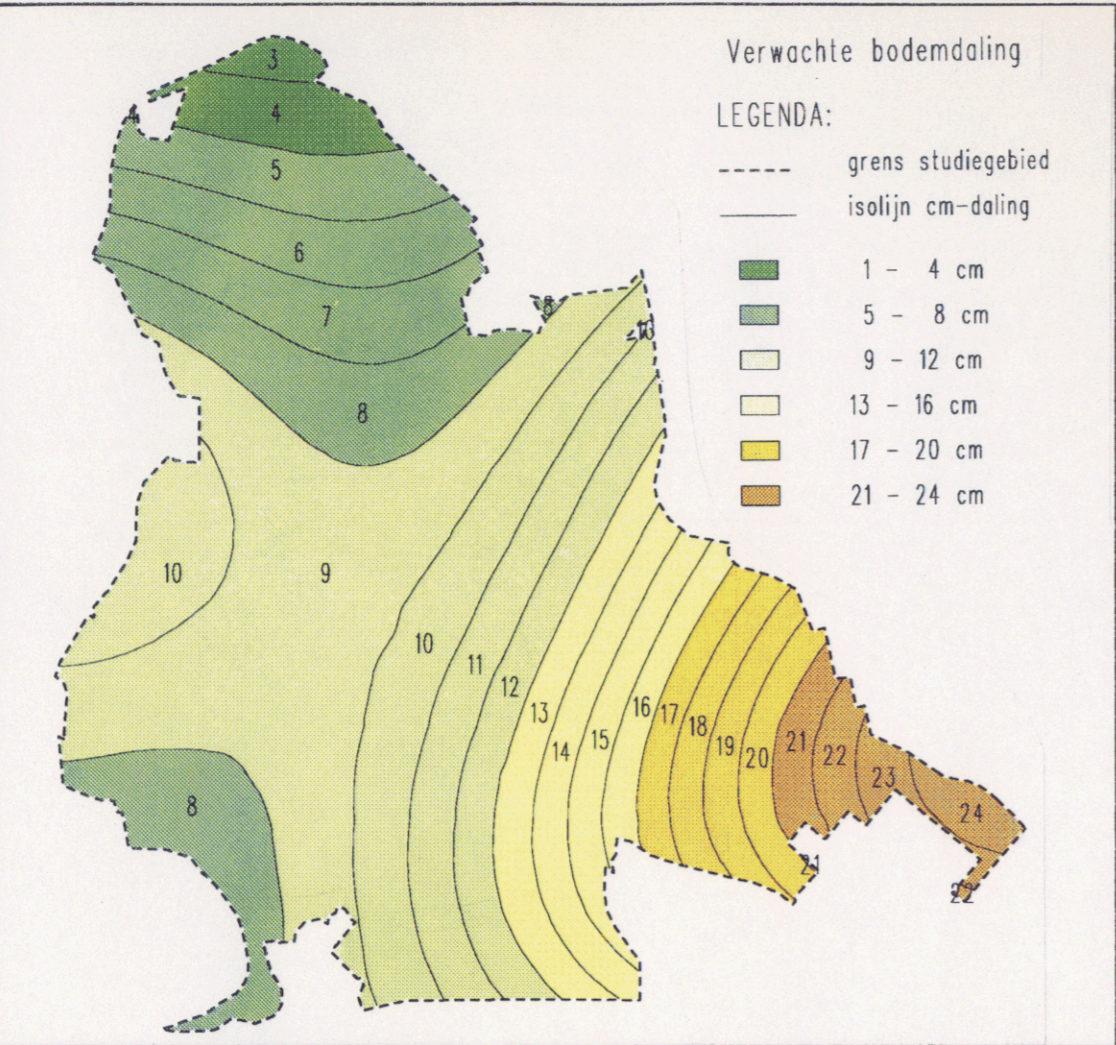 Verwachte bodemdaling
LEGENDA:
grens studiegebied
isolijn cm-daling
1 - 4 cm
5 - 8 cm
9 - 12 cm
13 - 16 cm
17 - 20 cm
21 - 24 cm
3
4
4
5
6
7
8
8
10
9
10
11
12
13
14
15
16
17
18
19
20
21
22
23
24
8
21
22